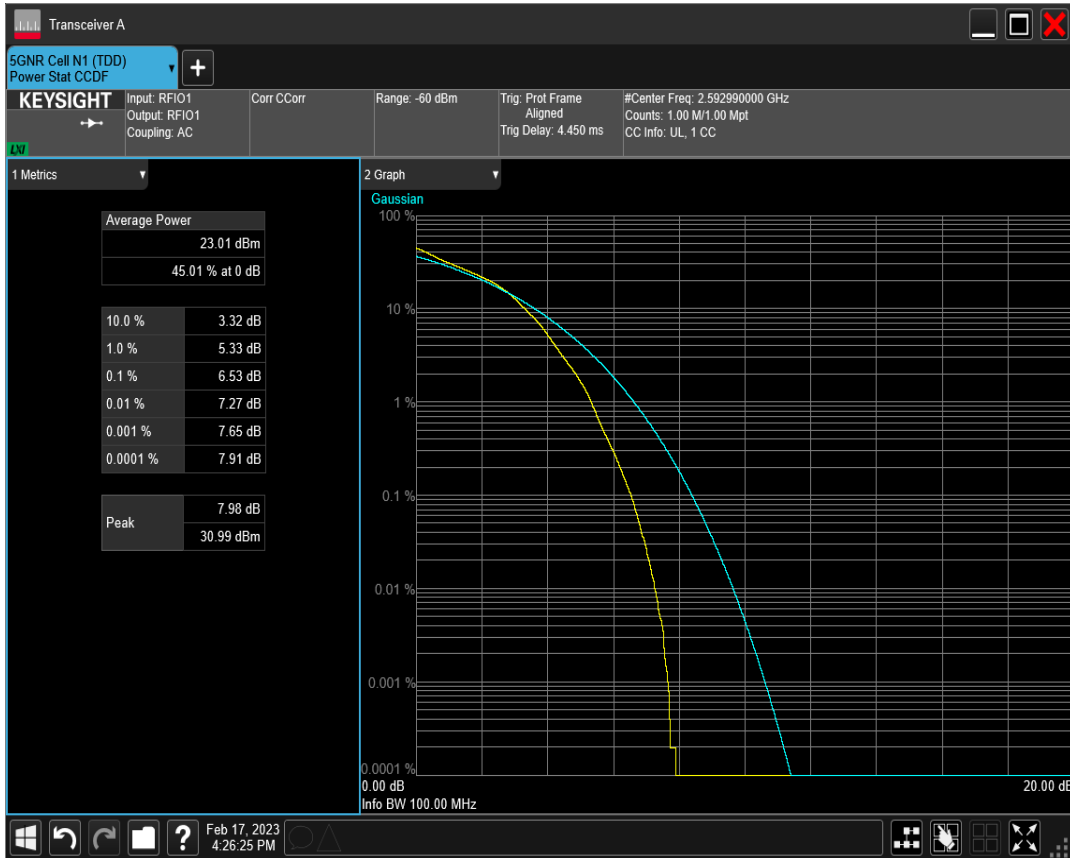 Transceiver A
5GNR Cell N1 (TDD)
Power Stat CCDF
+
KEYSIGHT
LXI
Input: RFIO1
Output: RFIO1
Coupling: AC
Corr CCorr
Range: -60 dBm
Trig: Prot Frame
Aligned
Trig Delay: 4.450 ms
#Center Freq: 2.592990000 GHz
Counts: 1.00 M/1.00 Mpt
CC Info: UL, 1 CC
1 Metrics
Average Power
23.01 dBm
45.01 % at 0 dB
10.0 % 3.32 dB
1.0 % 5.33 dB
0.1 % 6.53 dB
0.01 % 7.27 dB
0.001 % 7.65 dB
0.0001 % 7.91 dB
Peak
7.98 dB
30.99 dBm
2 Graph
Gaussian
100 %
10 %
1 %
0.1 %
0.01 %
0.001 %
0.0001 %
0.00 dB
20.00 dB
Info BW 100.00 MHz
?
Feb 17, 2023
4:26:25 PM